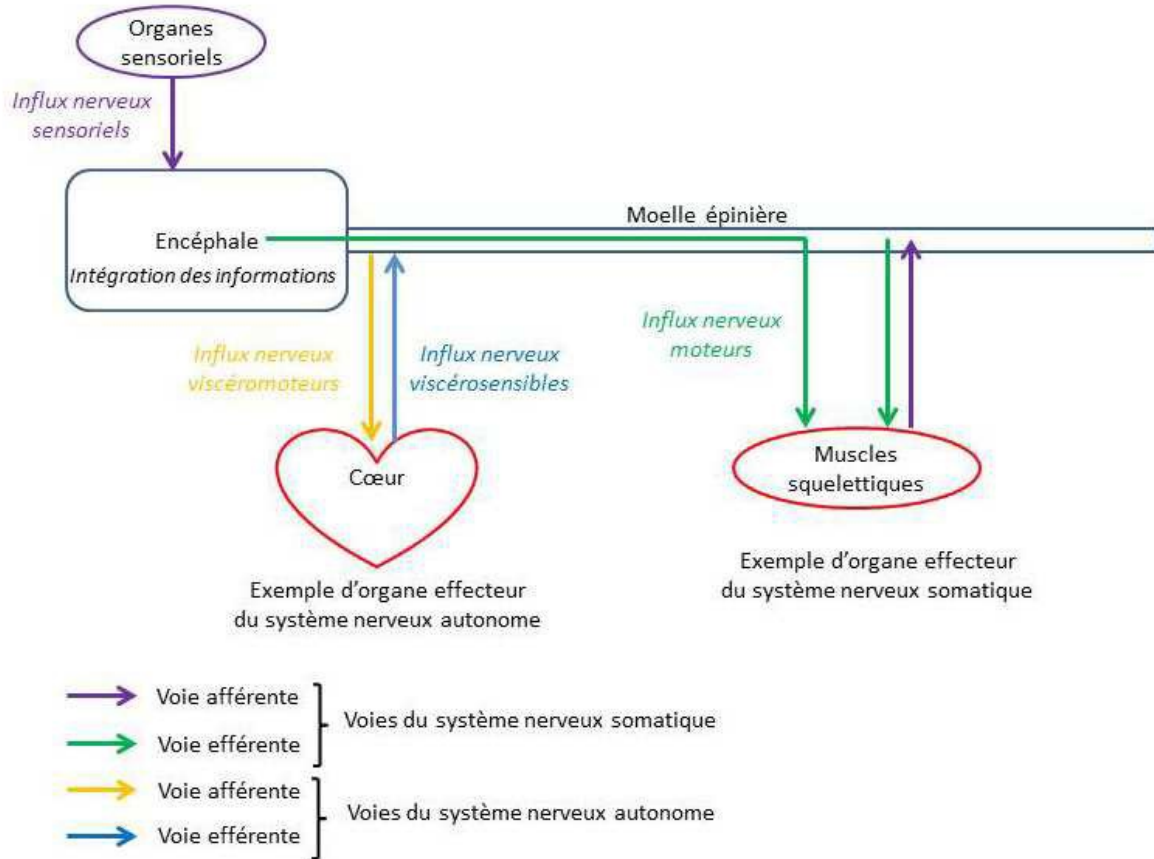 Organes
sensoriels
Influx nerveux
sensoriels
Moelle épinière
Encéphale
Intégration des informations
Influx nerveux
viscéromoteurs
Influx nerveux
viscérosensibles
Influx nerveux
moteurs
Cœur
Muscles
squelettiques
Exemple d'organe effecteur
du système nerveux autonome
Exemple d'organe effecteur
du système nerveux somatique
Voie afférente
Voie efférente
Voies du système nerveux somatique
Voie afférente
Voie efférente
Voies du système nerveux autonome